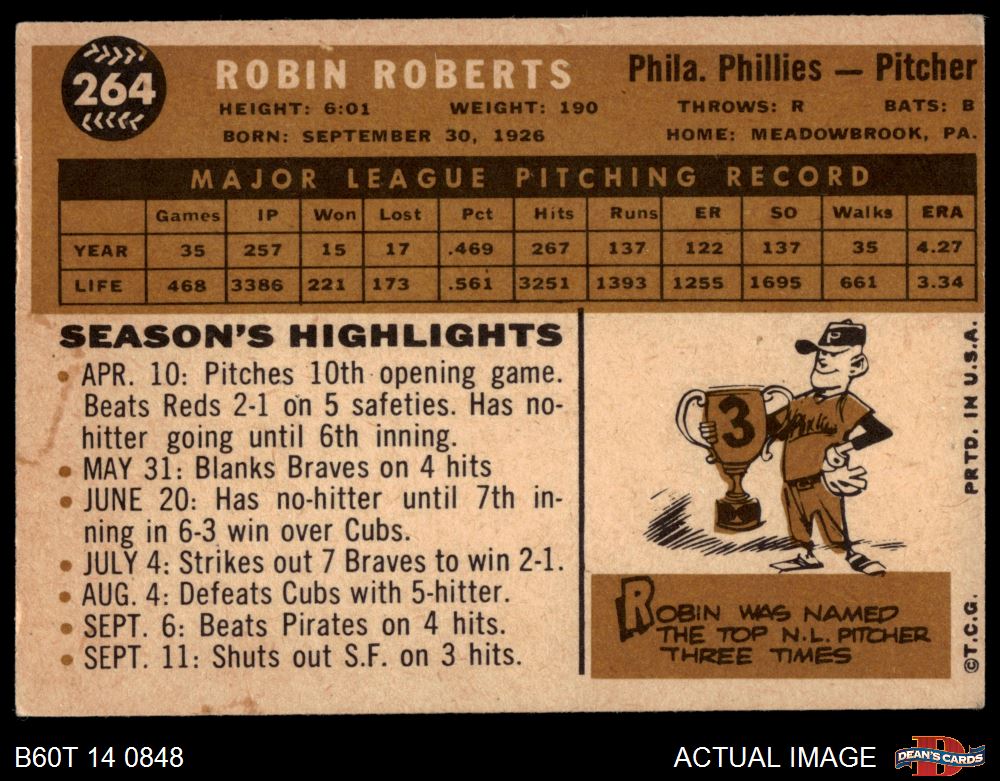 264
ROBIN ROBERTS
Phila. Phillies — Pitcher
HEIGHT: 6:01 WEIGHT: 190 THROWS: R BATS: B
BORN: SEPTEMBER 30, 1926 HOME: MEADOWBROOK, PA.
MAJOR LEAGUE PITCHING RECORD
Games IP Won Lost Pct Hits Runs ER SO Walks ERA
YEAR 35 257 15 17 .469 267 137 122 137 35 4.27
LIFE 468 3386 221 173 .561 3251 1393 1255 1695 661 3.34
SEASON'S HIGHLIGHTS
• APR. 10: Pitches 10th opening game.
Beats Reds 2-1 on 5 safeties. Has no-
hitter going until 6th inning.
• MAY 31: Blanks Braves on 4 hits
• JUNE 20: Has no-hitter until 7th in-
ning in 6-3 win over Cubs.
• JULY 4: Strikes out 7 Braves to win 2-1.
• AUG. 4: Defeats Cubs with 5-hitter.
• SEPT. 6: Beats Pirates on 4 hits.
• SEPT. 11: Shuts out S.F. on 3 hits.
P
3
ROBIN WAS NAMED
THE TOP N.L. PITCHER
THREE TIMES
©T.C.G. PRTD. IN U.S.A.
B60T 14 0848
ACTUAL IMAGE
D
DEAN'S CARDS